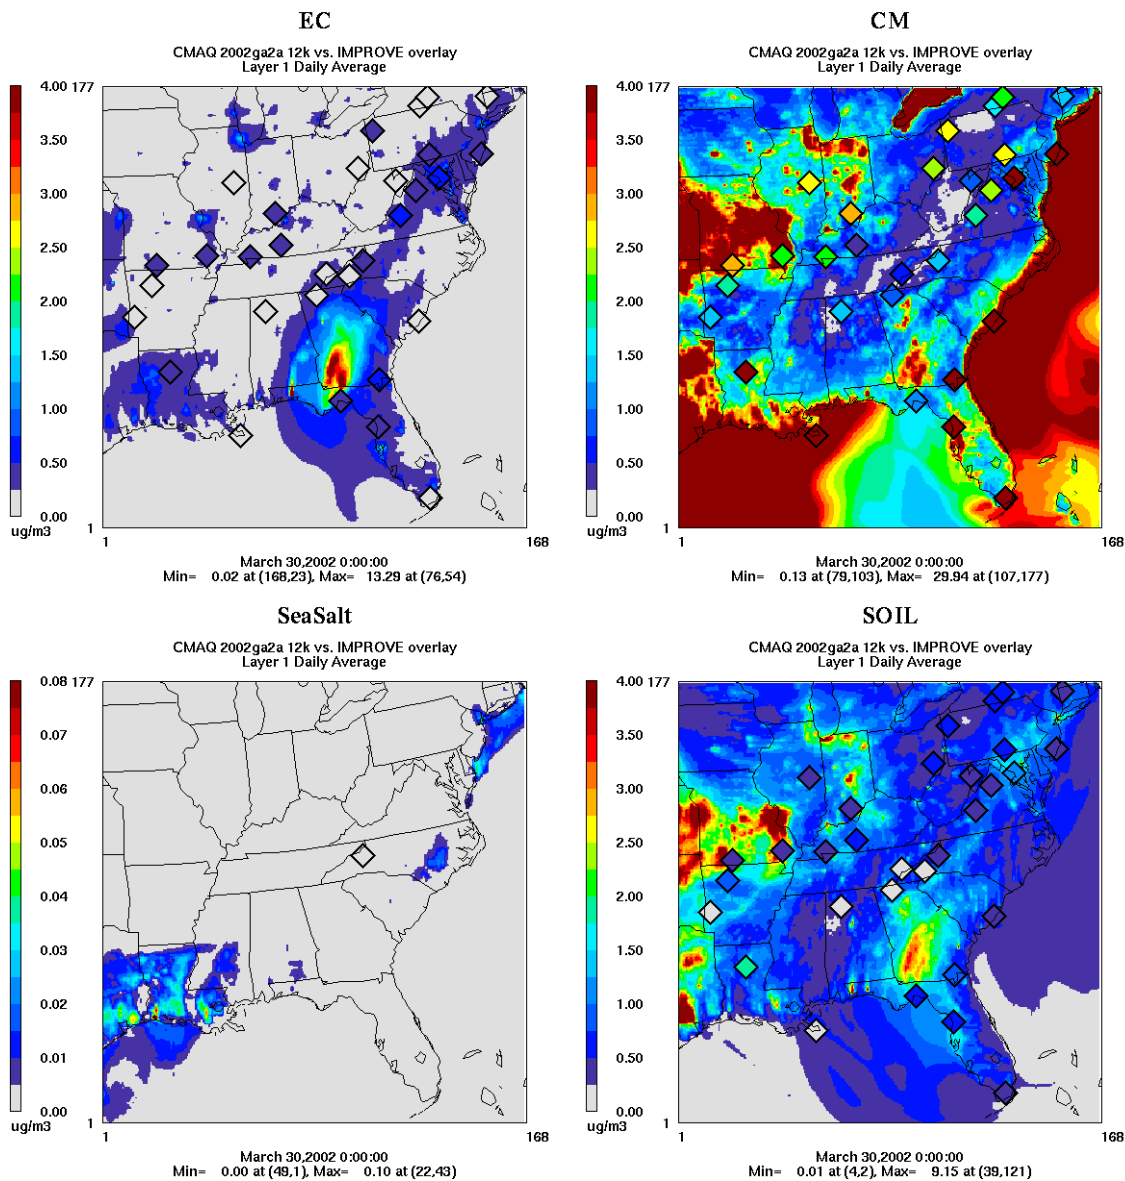 EC
CMAQ 2002ga2a 12k vs. IMPROVE overlay
Layer 1 Daily Average
4.00 177
3.50
3.00
2.50
2.00
1.50
1.00
0.50
0.00
ug/m3
1
1
168
March 30,2002 0:00:00
Min= 0.02 at (168,23), Max= 13.29 at (76,54)
CM
CMAQ 2002ga2a 12k vs. IMPROVE overlay
Layer 1 Daily Average
4.00 177
3.50
3.00
2.50
2.00
1.50
1.00
0.50
0.00
ug/m3
1
1
168
March 30,2002 0:00:00
Min= 0.13 at (79,103), Max= 29.94 at (107,177)
SeaSalt
CMAQ 2002ga2a 12k vs. IMPROVE overlay
Layer 1 Daily Average
0.08 177
0.07
0.06
0.05
0.04
0.03
0.02
0.01
0.00
ug/m3
1
1
168
March 30,2002 0:00:00
Min= 0.00 at (49,1), Max= 0.10 at (22,43)
SOIL
CMAQ 2002ga2a 12k vs. IMPROVE overlay
Layer 1 Daily Average
4.00 177
3.50
3.00
2.50
2.00
1.50
1.00
0.50
0.00
ug/m3
1
1
168
March 30,2002 0:00:00
Min= 0.01 at (4,2), Max= 9.15 at (39,121)